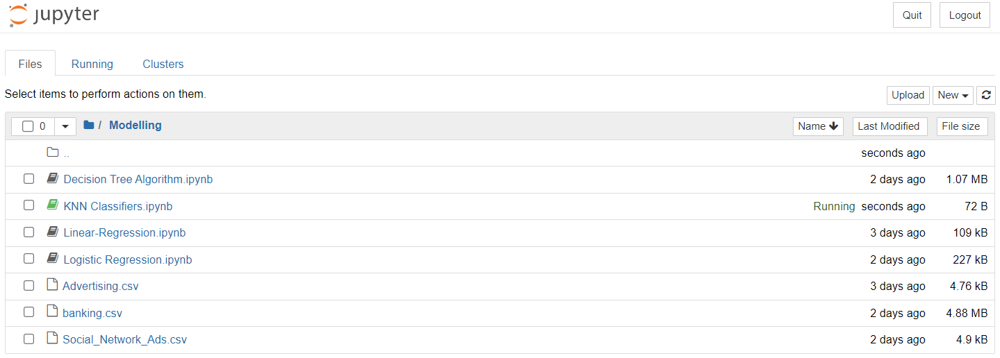 jupyter Quit Logout
Files Running Clusters
Select items to perform actions on them. Upload New
0 / Modelling Name Last Modified File size
.. seconds ago
Decision Tree Algorithm.ipynb 2 days ago 1.07 MB
KNN Classifiers.ipynb Running seconds ago 72 B
Linear-Regression.ipynb 3 days ago 109 kB
Logistic Regression.ipynb 2 days ago 227 kB
Advertising.csv 3 days ago 4.76 kB
banking.csv 2 days ago 4.88 MB
Social_Network_Ads.csv 2 days ago 4.9 kB